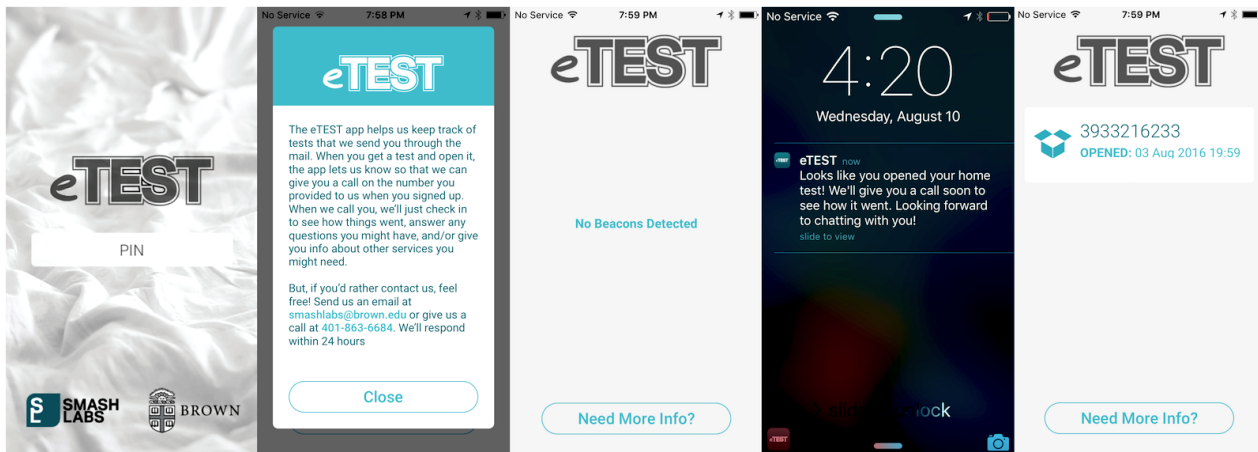 eTEST
PIN
SMASH
LABS
BROWN
No Service 7:58 PM
eTEST
The eTEST app helps us keep track of
tests that we send you through the
mail. When you get a test and open it,
the app lets us know so that we can
give you a call on the number you
provided to us when you signed up.
When we call you, we'll just check in
to see how things went, answer any
questions you might have, and/or give
you info about other services you
might need.
But, if you'd rather contact us, feel
free! Send us an email at
smashlabs@brown.edu or give us a
call at 401-863-6684. We'll respond
within 24 hours
Close
No Service 7:59 PM
eTEST
No Beacons Detected
Need More Info?
No Service
4:20
Wednesday, August 10
eTEST now
Looks like you opened your home
test! We'll give you a call soon to
see how it went. Looking forward
to chatting with you!
slide to view
eTEST
No Service 7:59 PM
eTEST
3933216233
OPENED: 03 Aug 2016 19:59
Need More Info?